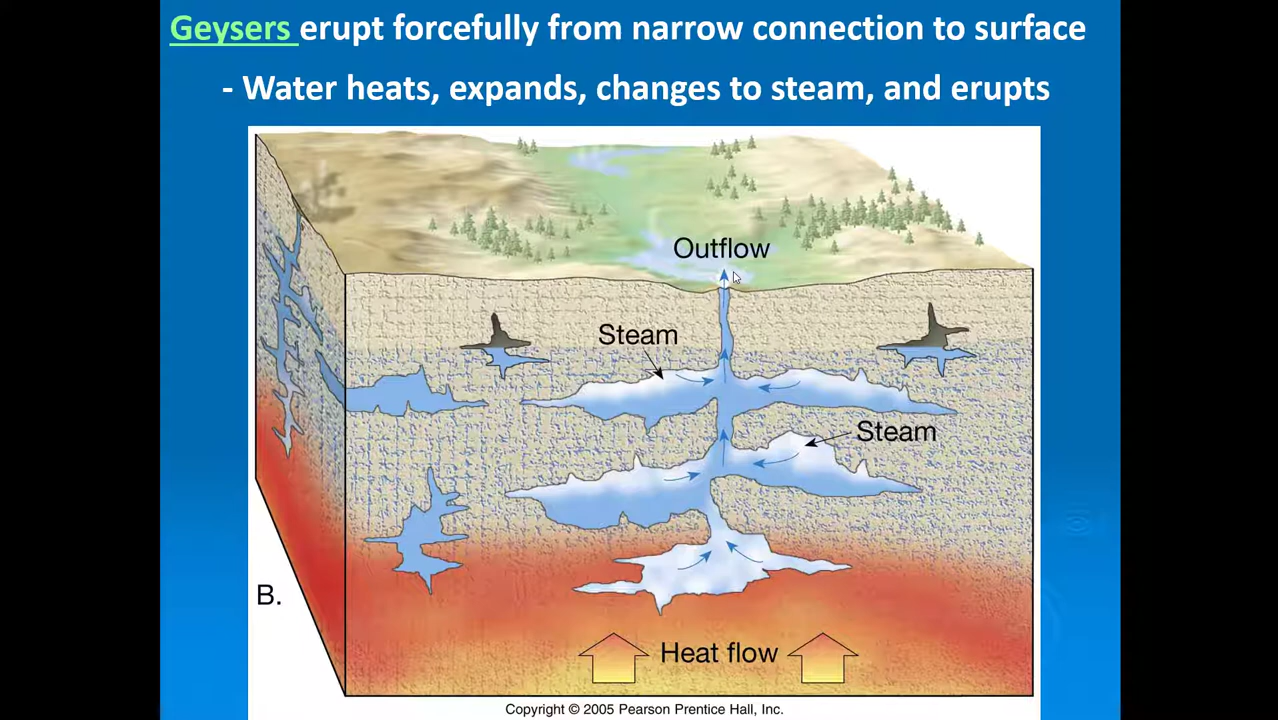 Geysers erupt forcefully from narrow connection to surface
- Water heats, expands, changes to steam, and erupts
Outflow
Steam
Steam
B.
Heat flow
Copyright © 2005 Pearson Prentice Hall, Inc.